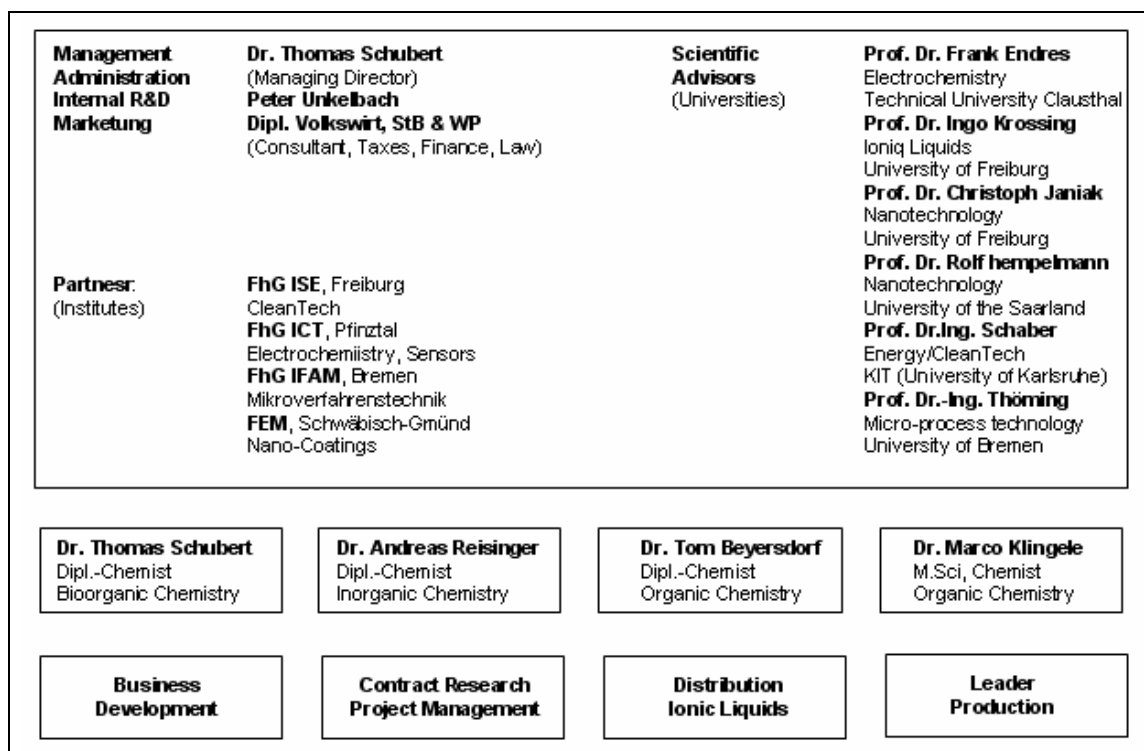 Management
Administration
Internal R&D
Marketung
Dr. Thomas Schubert
(Managing Director)
Peter Unkelbach
Dipl. Volkswirt, StB & WP
(Consultant, Taxes, Finance, Law)
Scientific
Advisors
(Universities)
Prof. Dr. Frank Endres
Electrochemistry
Technical University Clausthal
Prof. Dr. Ingo Krossing
Ioniq Liquids
University of Freiburg
Prof. Dr. Christoph Janiak
Nanotechnology
University of Freiburg
Prof. Dr. Rolf hempelmann
Nanotechnology
University of the Saarland
Prof. Dr.Ing. Schaber
Energy/CleanTech
KIT (University of Karlsruhe)
Prof. Dr.-Ing. Thöming
Micro-process technology
University of Bremen
Partnesr:
(Institutes)
FhG ISE, Freiburg
CleanTech
FhG ICT, Pfinztal
Electrochemiistry, Sensors
FhG IFAM, Bremen
Mikroverfahrenstechnik
FEM, Schwäbisch-Gmünd
Nano-Coatings
Dr. Thomas Schubert
Dipl.-Chemist
Bioorganic Chemistry
Dr. Andreas Reisinger
Dipl.-Chemist
Inorganic Chemistry
Dr. Tom Beyersdorf
Dipl.-Chemist
Organic Chemistry
Dr. Marco Klingele
M.Sci, Chemist
Organic Chemistry
Business
Development
Contract Research
Project Management
Distribution
Ionic Liquids
Leader
Production